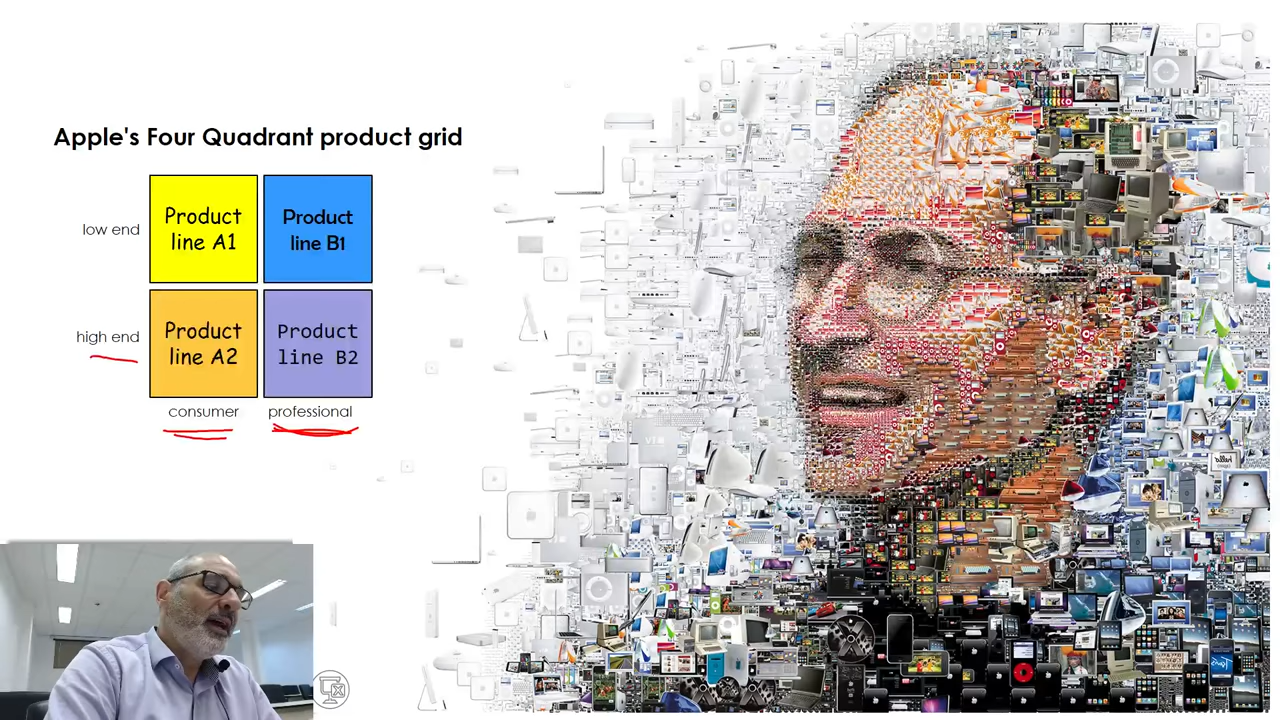 Apple's Four Quadrant product grid
low end
Product
line A1
Product
line B1
high end
Product
line A2
Product
line B2
consumer
professional